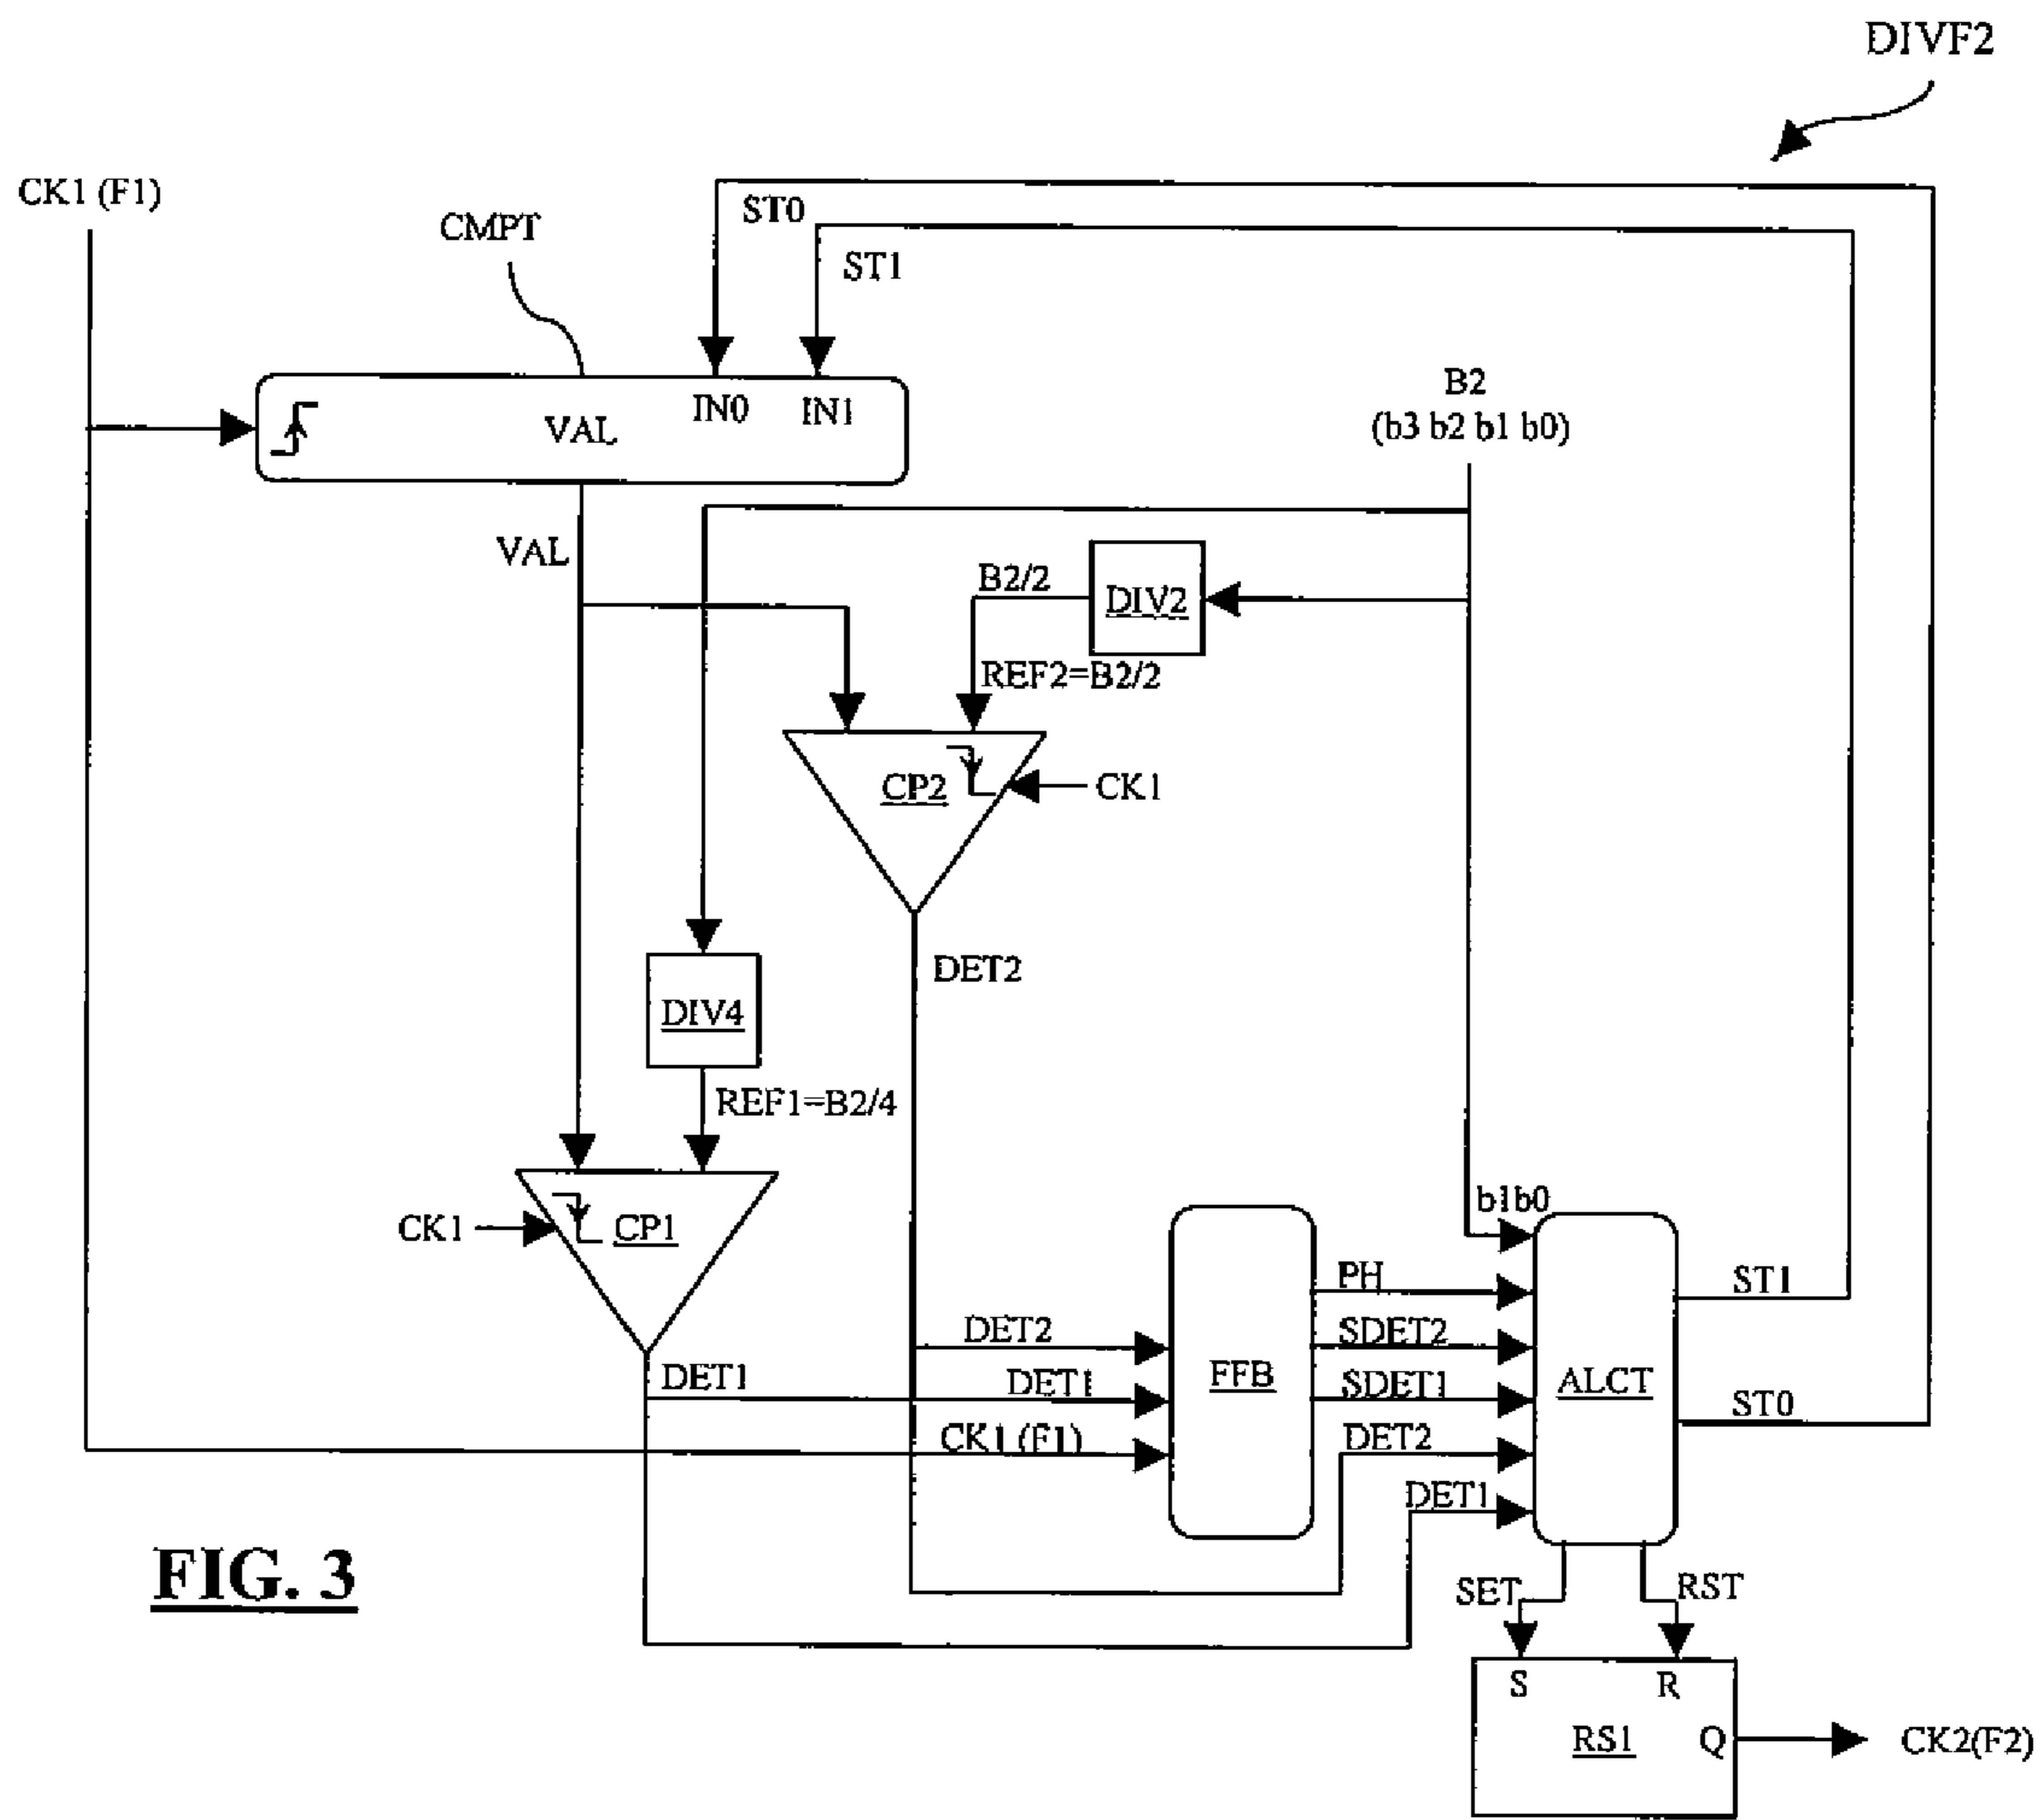 DIVF2
CK1 (F1)
ST0
CMPT
ST1
B2
IN0
IN1
(b3 b2 b1 b0)
VAL
VAL
B2/2
DIV2
REF2=B2/2
CP2
CK1
DET2
DIV4
REF1=B2/4
b1b0
CK1
CP1
PH
ST1
DET2
SDET2
DET1
DET1
FFB
SDET1
ALCT
ST0
CK1 (F1)
DET2
DET1
FIG. 3
SET
RST
S
R
RS1
Q
CK2(F2)